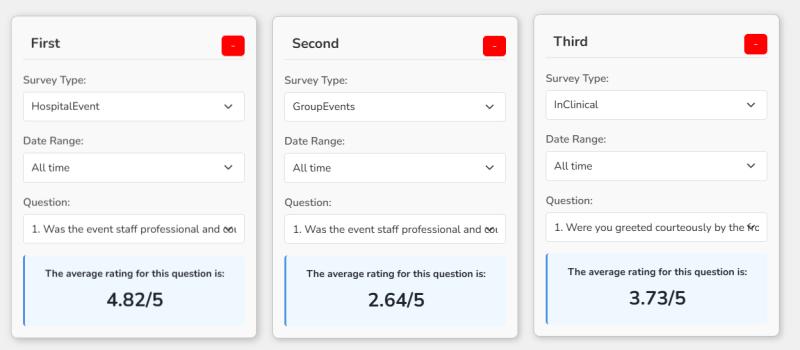 First
-
Survey Type:
HospitalEvent
Date Range:
All time
Question:
1. Was the event staff professional and
The average rating for this question is:
4.82/5
Second
-
Survey Type:
GroupEvents
Date Range:
All time
Question:
1. Was the event staff professional and
The average rating for this question is:
2.64/5
Third
-
Survey Type:
InClinical
Date Range:
All time
Question:
1. Were you greeted courteously by the
The average rating for this question is:
3.73/5